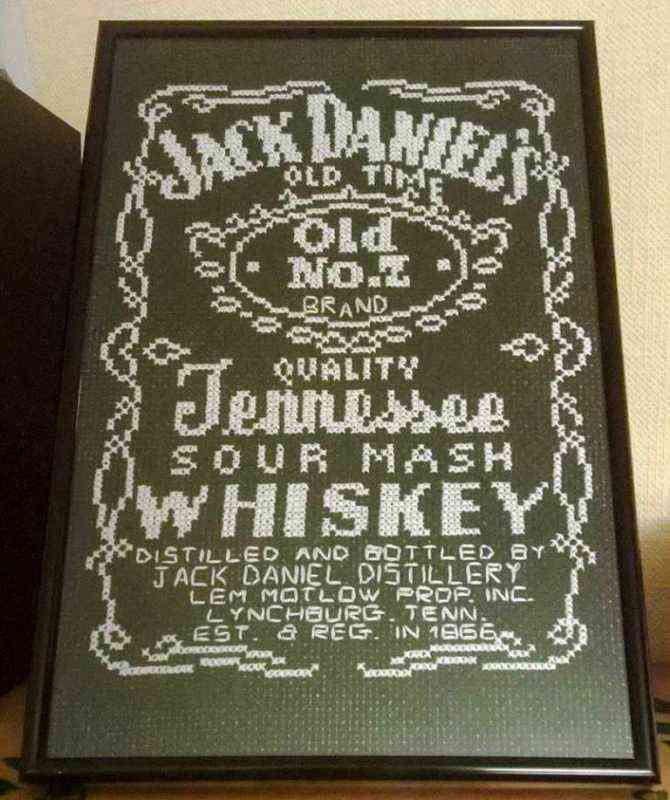 JACK DANIEL'S
OLD TIME
Old
No.7
BRAND
QUALITY
Tennessee
SOUR MASH
WHISKEY
DISTILLED AND BOTTLED BY
JACK DANIEL DISTILLERY
LEM MOTLOW PROP. INC.
LYNCHBURG. TENN.
EST. & REG. IN 1866